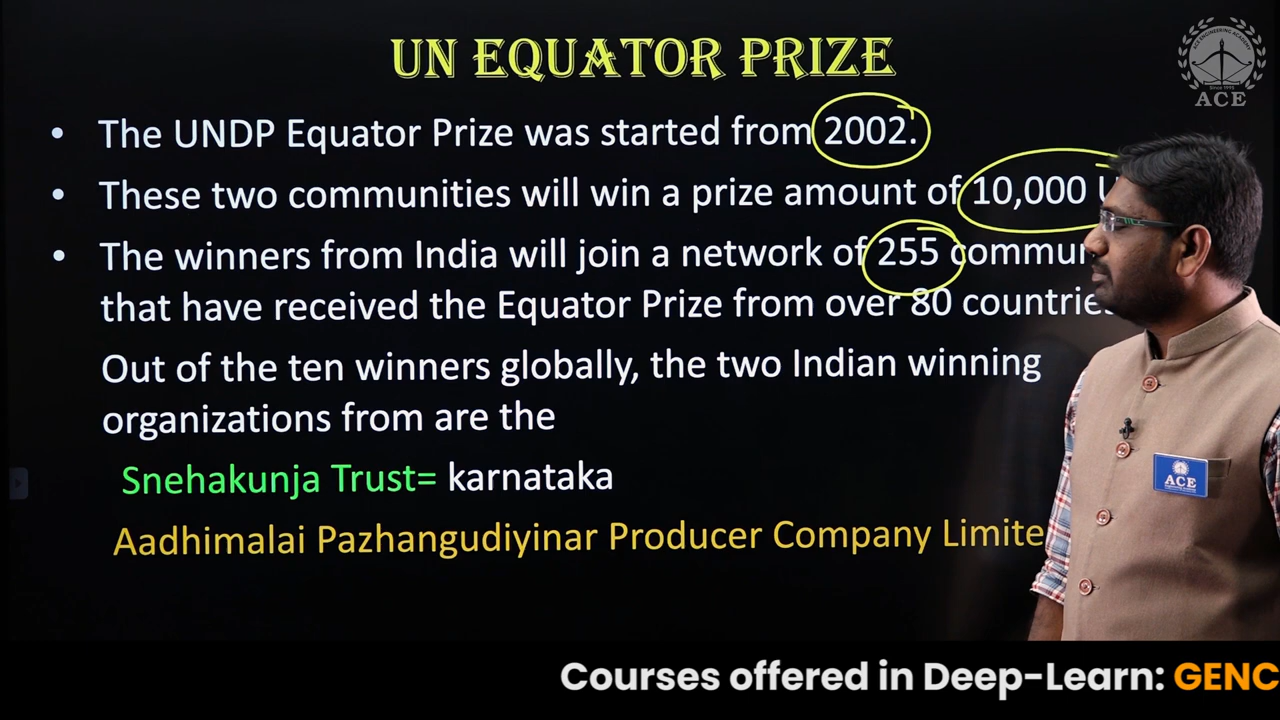 UN EQUATOR PRIZE
ACE ENGINEERING ACADEMY
Since 1995
ACE
• The UNDP Equator Prize was started from 2002.
• These two communities will win a prize amount of 10,000
• The winners from India will join a network of 255
that have received the Equator Prize from over 80
Out of the ten winners globally, the two Indian winning
organizations from are the
Snehakunja Trust= karnataka
Aadhimalai Pazhangudiyinar Producer Company
ACE
Courses offered in Deep-Learn: GENC